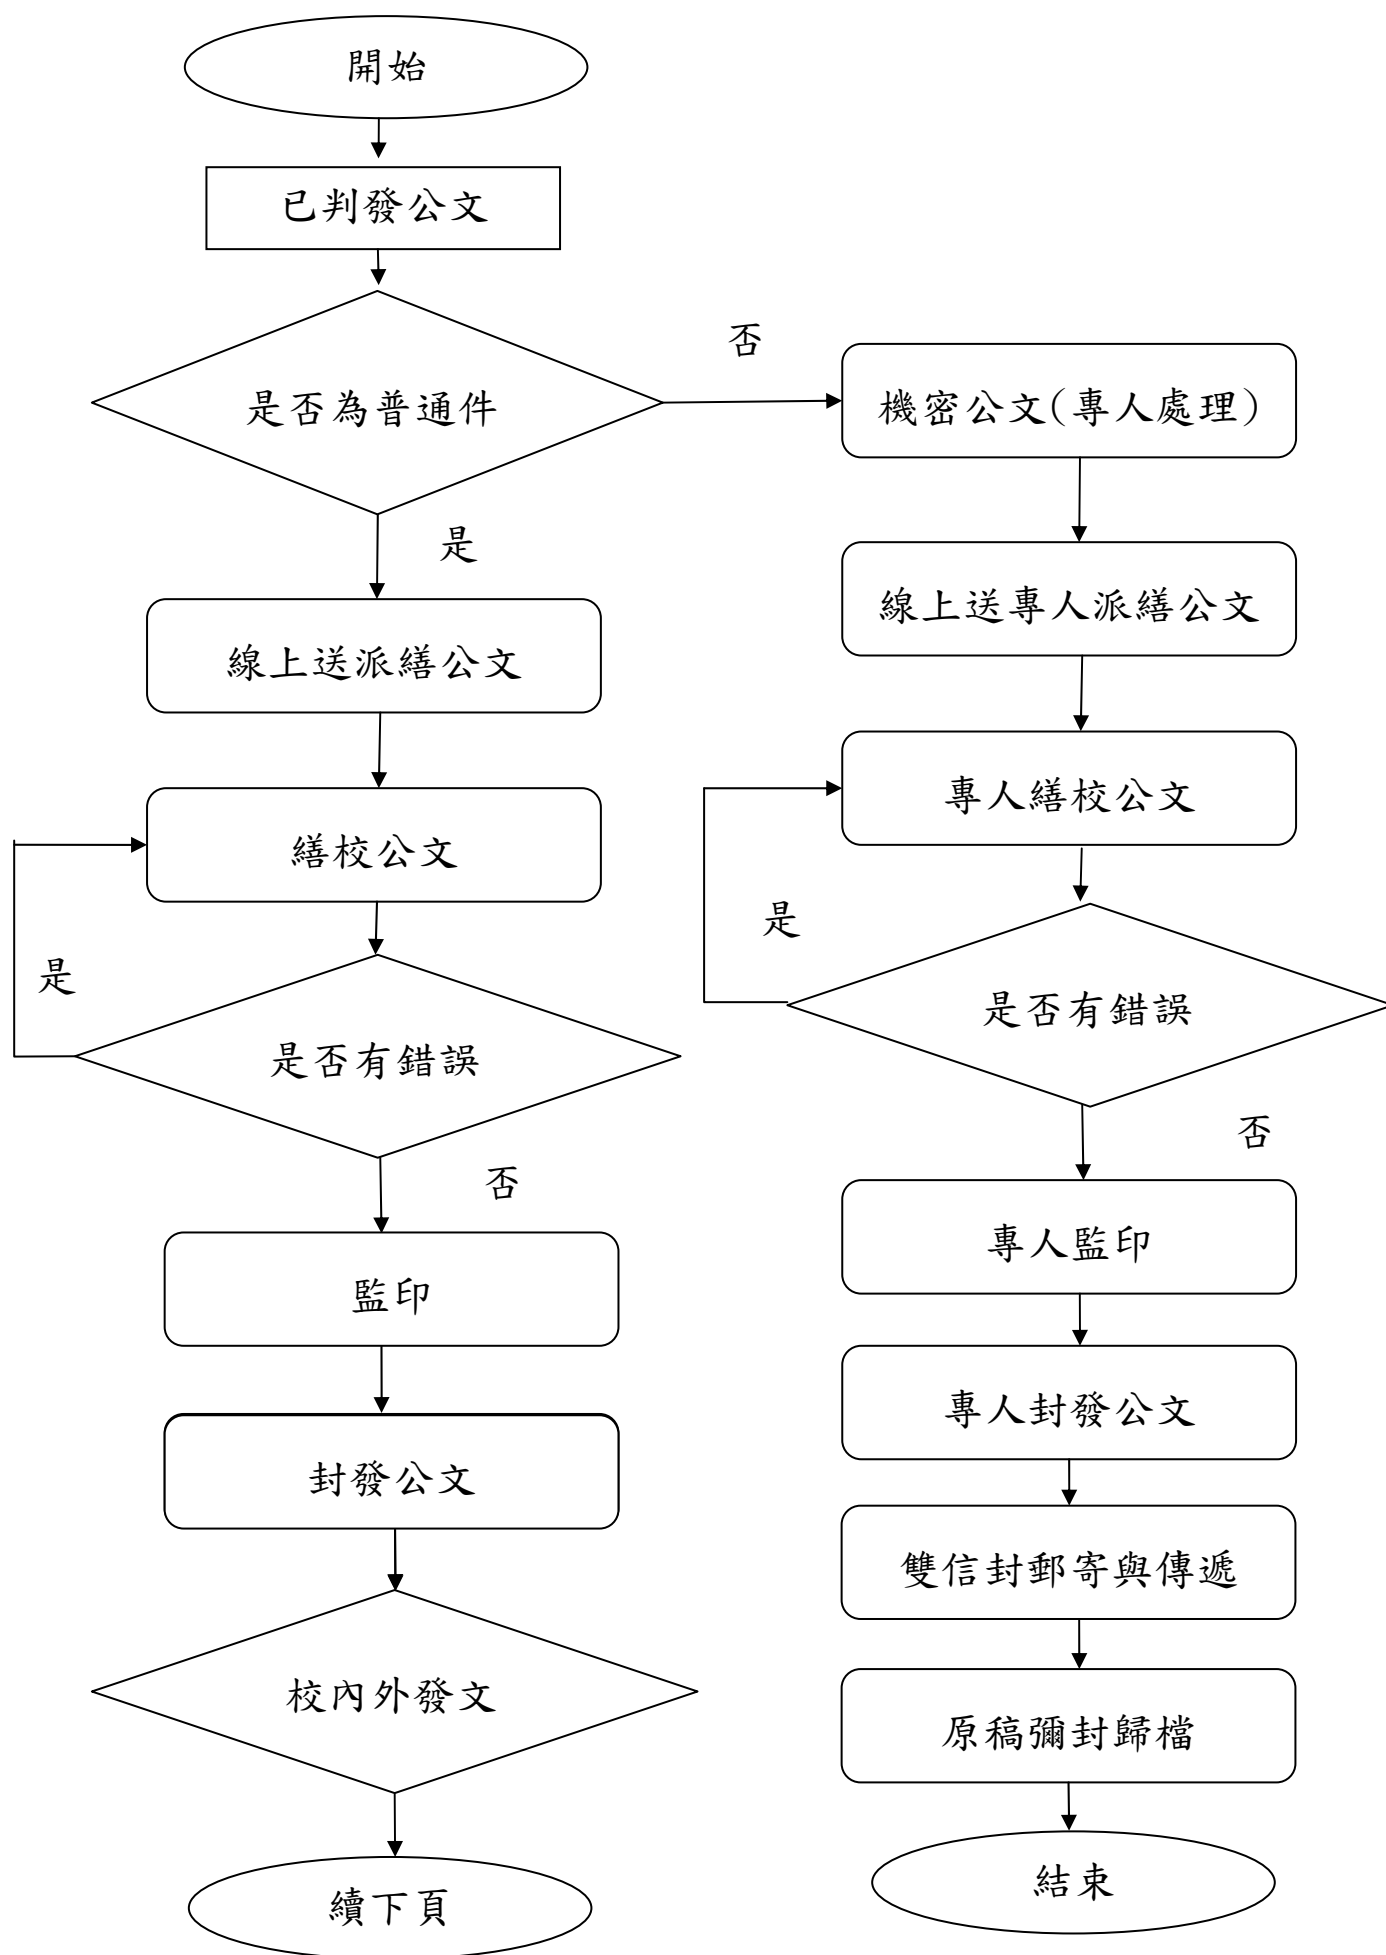 開始
已判發公文
是否為普通件
否
機密公文(專人處理)
是
線上送專人派繕公文
線上送派繕公文
專人繕校公文
繕校公文
是
是
是否有錯誤
是否有錯誤
否
否
專人監印
監印
專人封發公文
封發公文
雙信封郵寄與傳遞
校內外發文
原稿彌封歸檔
結束
續下頁